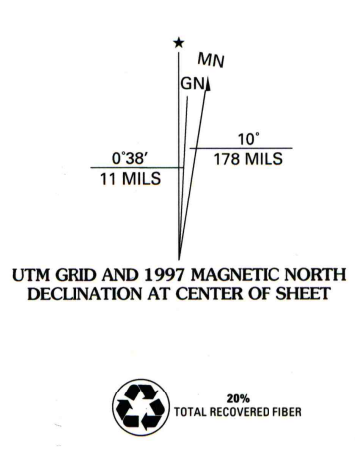 ★
MN
GN
0°38'
11 MILS
10°
178 MILS
UTM GRID AND 1997 MAGNETIC NORTH
DECLINATION AT CENTER OF SHEET
20%
TOTAL RECOVERED FIBER